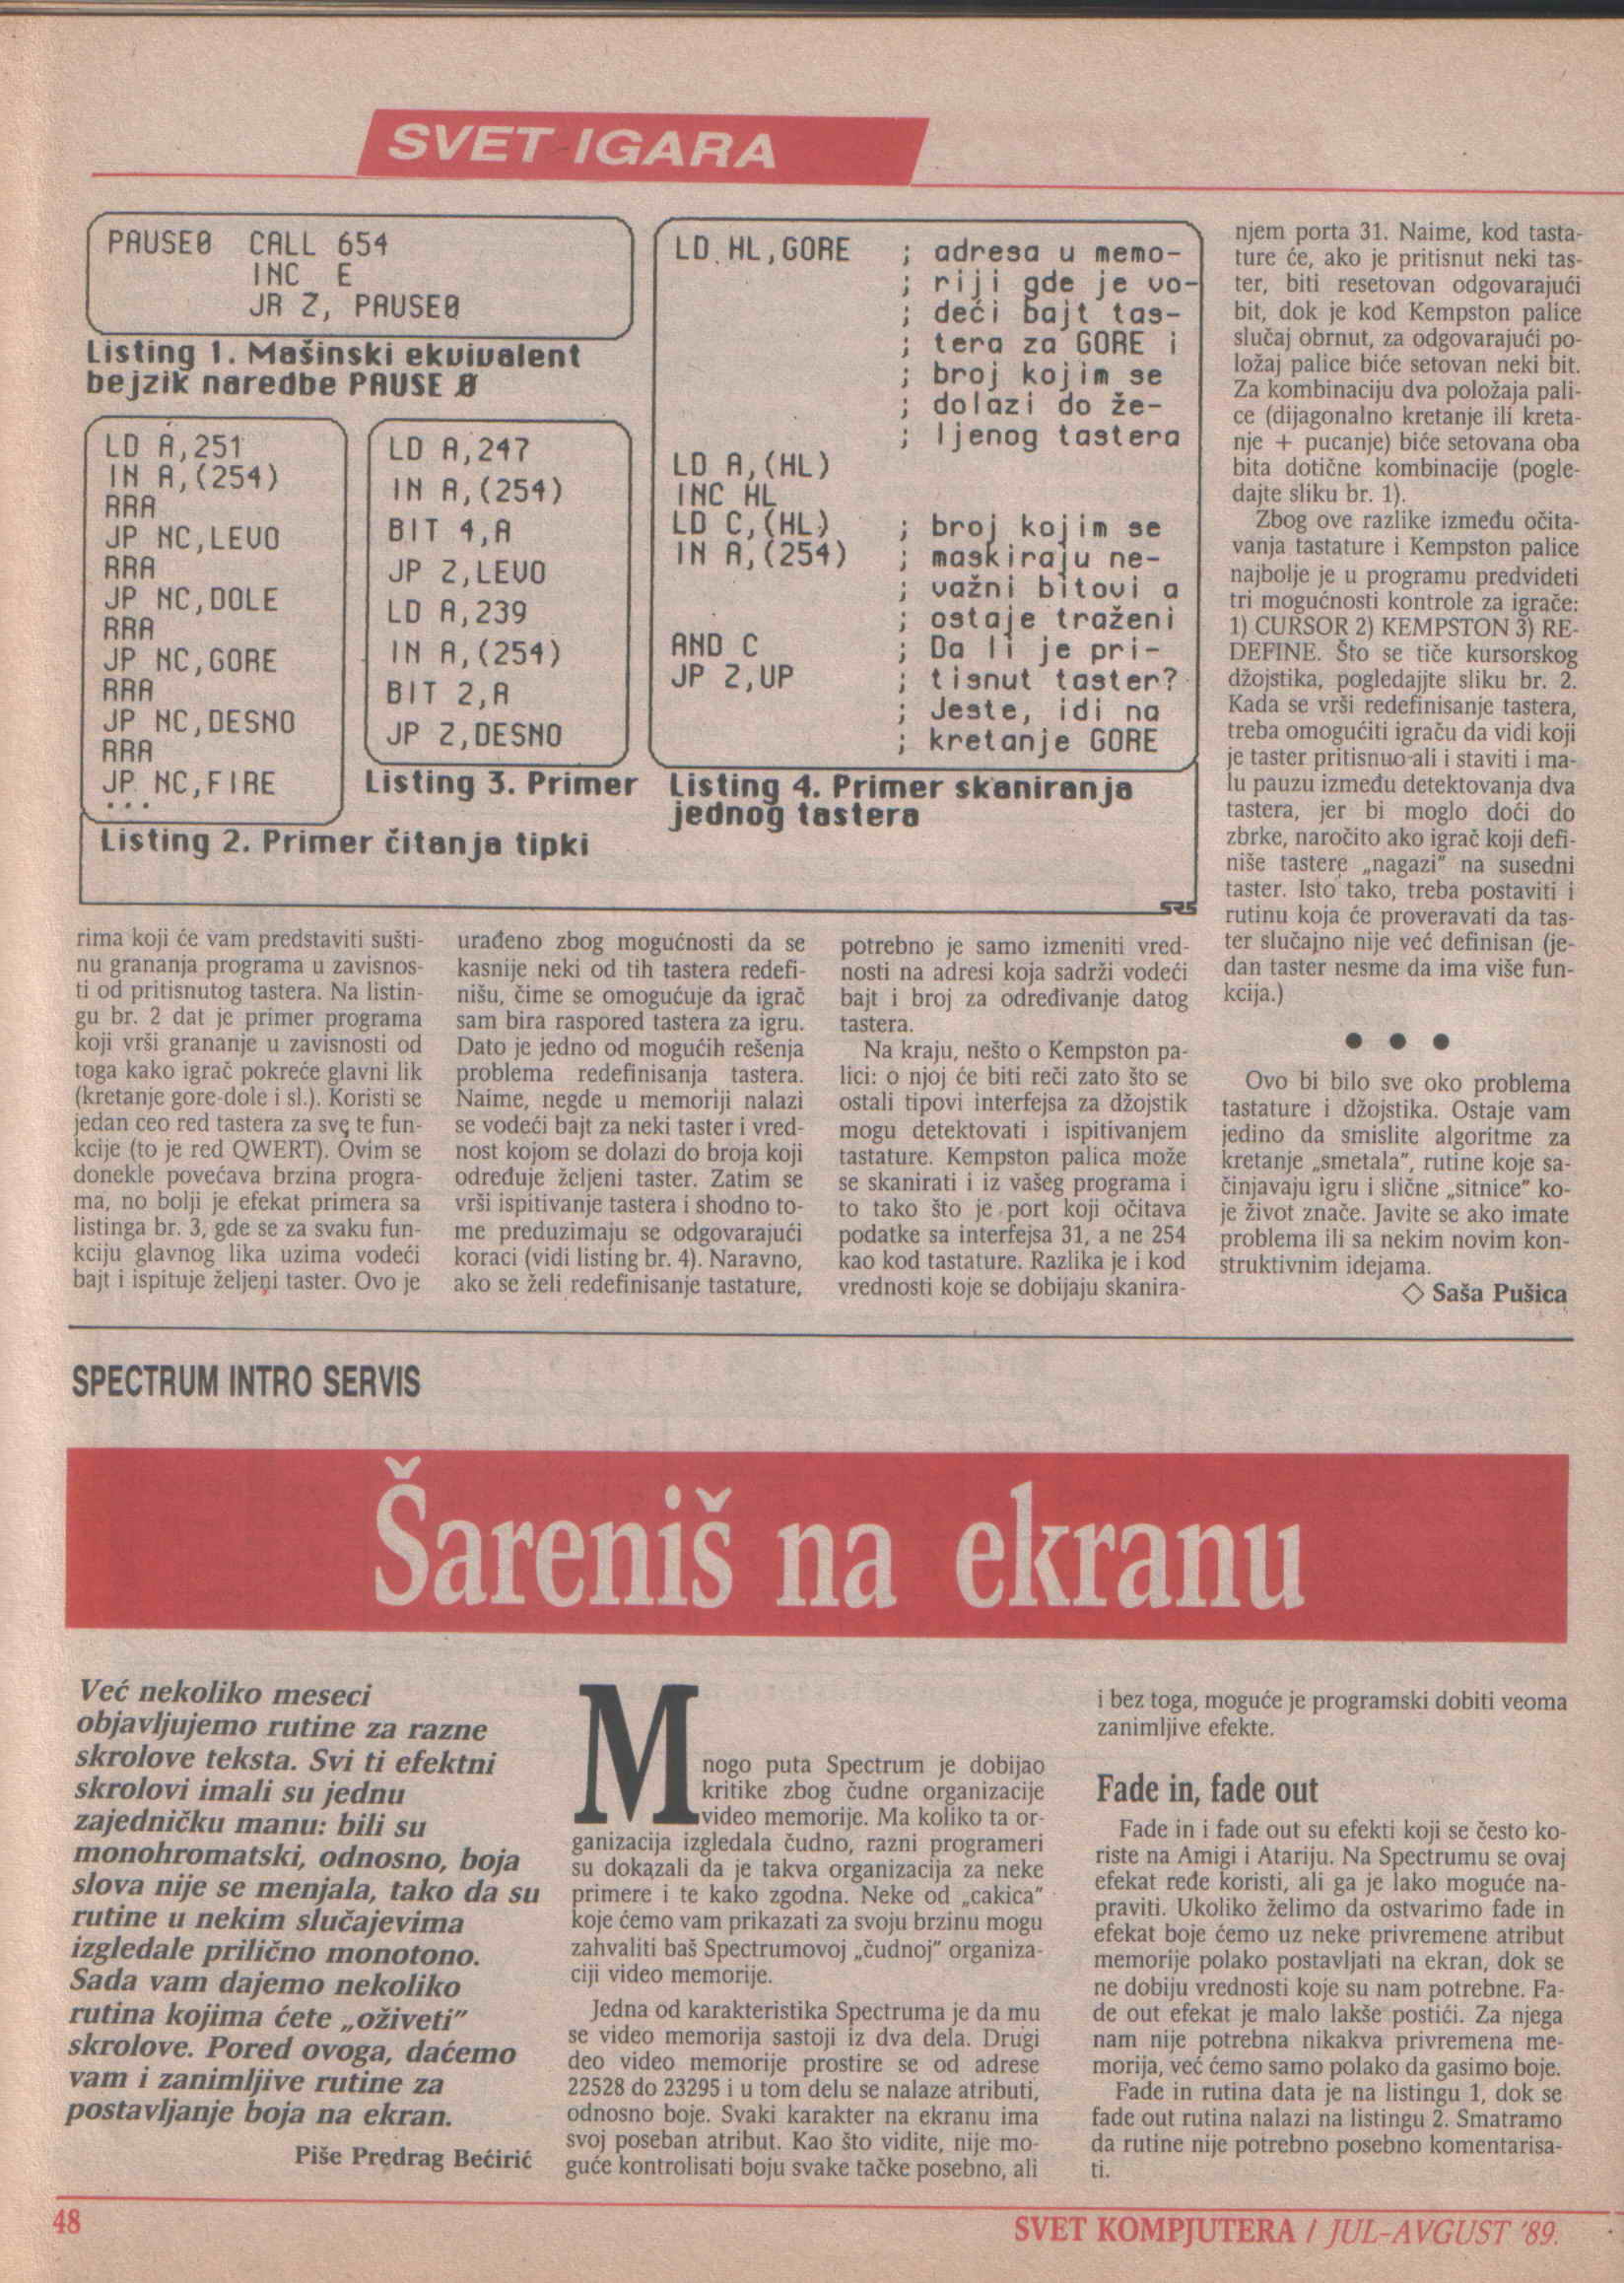 SVET IGARA
PAUSE0 CALL 654
INC E
JR Z, PAUSE0
Listing 1. Mašinski ekvivalent
bejzik naredbe PAUSE 0
LD A,251
IN A,(254)
RRA
JP NC,LEVO
RRA
JP NC,DOLE
RRA
JP NC,GORE
RRA
JP NC,DESNO
RRA
JP NC,FIRE
...
Listing 2. Primer čitanja tipki
LD A,247
IN A,(254)
BIT 4,A
JP Z,LEVO
LD A,239
IN A,(254)
BIT 2,A
JP Z,DESNO
Listing 3. Primer
LD HL,GORE ; adresa u memo-
; riji gde je vo-
; deći bajt tas-
; tera za GORE i
; broj kojim se
; dolazi do že-
; ljenog tastera
LD A,(HL)
INC HL
LD C,(HL) ; broj kojim se
IN A,(254) ; maskiraju ne-
; važni bitovi a
; ostaje traženi
AND C ; Da li je pri-
JP Z,UP ; tisnut taster?
; Jeste, idi na
; kretanje GORE
Listing 4. Primer skaniranja
jednog tastera
SRS
rima koji će vam predstaviti sušti-
nu grananja programa u zavisnos-
ti od pritisnutog tastera. Na listin-
gu br. 2 dat je primer programa
koji vrši grananje u zavisnosti od
toga kako igrač pokreće glavni lik
(kretanje gore-dole i sl.). Koristi se
jedan ceo red tastera za sve te fun-
kcije (to je red QWERT). Ovim se
donekle povećava brzina progra-
ma, no bolji je efekat primera sa
listinga br. 3, gde se za svaku fun-
kciju glavnog lika uzima vodeći
bajt i ispituje željeni taster. Ovo je
urađeno zbog mogućnosti da se
kasnije neki od tih tastera redefi-
nišu, čime se omogućuje da igrač
sam bira raspored tastera za igru.
Dato je jedno od mogućih rešenja
problema redefinisanja tastera.
Naime, negde u memoriji nalazi
se vodeći bajt za neki taster i vred-
nost kojom se dolazi do broja koji
određuje željeni taster. Zatim se
vrši ispitivanje tastera i shodno to-
me preduzimaju se odgovarajući
koraci (vidi listing br. 4). Naravno,
ako se želi redefinisanje tastature,
potrebno je samo izmeniti vred-
nosti na adresi koja sadrži vodeći
bajt i broj za određivanje datog
tastera.
Na kraju, nešto o Kempston pa-
lici: o njoj će biti reči zato što se
ostali tipovi interfejsa za džojstik
mogu detektovati i ispitivanjem
tastature. Kempston palica može
se skanirati i iz vašeg programa i
to tako što je port koji očitava
podatke sa interfejsa 31, a ne 254
kao kod tastature. Razlika je i kod
vrednosti koje se dobijaju skanira-
njem porta 31. Naime, kod tasta-
ture će, ako je pritisnut neki tas-
ter, biti resetovan odgovarajući
bit, dok je kod Kempston palice
slučaj obrnut, za odgovarajući po-
ložaj palice biće setovan neki bit.
Za kombinaciju dva položaja pali-
ce (dijagonalno kretanje ili kreta-
nje + pucanje) biće setovana oba
bita dotične kombinacije (pogle-
dajte sliku br. 1).
Zbog ove razlike između očita-
vanja tastature i Kempston palice
najbolje je u programu predvideti
tri mogućnosti kontrole za igrače:
1) CURSOR 2) KEMPSTON 3) RE-
DEFINE. Što se tiče kursorskog
džojstika, pogledajjte sliku br. 2.
Kada se vrši redefinisanje tastera,
treba omogućiti igraču da vidi koji
je taster pritisnuo ali i staviti i ma-
lu pauzu između detektovanja dva
tastera, jer bi moglo doći do
zbrke, naročito ako igrač koji defi-
niše tastere „nagazi” na susedni
taster. Isto tako, treba postaviti i
rutinu koja će proveravati da tas-
ter slučajno nije već definisan (je-
dan taster nesme da ima više fun-
kcija.)
● ● ●
Ovo bi bilo sve oko problema
tastature i džojstika. Ostaje vam
jedino da smislite algoritme za
kretanje „smetala”, rutine koje sa-
činjavaju igru i slične „sitnice” ko-
je život znače. Javite se ako imate
problema ili sa nekim novim kon-
struktivnim idejama.
◇ Saša Pušica
SPECTRUM INTRO SERVIS
Šareniš na ekranu
Već nekoliko meseci
objavljujemo rutine za razne
skrolove teksta. Svi ti efektni
skrolovi imali su jednu
zajedničku manu: bili su
monohromatski, odnosno, boja
slova nije se menjala, tako da su
rutine u nekim slučajevima
izgledale prilično monotono.
Sada vam dajemo nekoliko
rutina kojima ćete „oživeti”
skrolove. Pored ovoga, daćemo
vam i zanimljive rutine za
postavljanje boja na ekran.
Piše Predrag Bećirić
Mnogo puta Spectrum je dobijao
kritike zbog čudne organizacije
video memorije. Ma koliko ta or-
ganizacija izgledala čudno, razni programeri
su dokazali da je takva organizacija za neke
primere i te kako zgodna. Neke od „cakica”
koje ćemo vam prikazati za svoju brzinu mogu
zahvaliti baš Spectrumovoj „čudnoj” organiza-
ciji video memorije.
Jedna od karakteristika Spectruma je da mu
se video memorija sastoji iz dva dela. Drugi
deo video memorije prostire se od adrese
22528 do 23295 i u tom delu se nalaze atributi,
odnosno boje. Svaki karakter na ekranu ima
svoj poseban atribut. Kao što vidite, nije mo-
guće kontrolisati boju svake tačke posebno, ali
i bez toga, moguće je programski dobiti veoma
zanimljive efekte.
Fade in, fade out
Fade in i fade out su efekti koji se često ko-
riste na Amigi i Atariju. Na Spectrumu se ovaj
efekat ređe koristi, ali ga je lako moguće na-
praviti. Ukoliko želimo da ostvarimo fade in
efekat boje ćemo uz neke privremene atribut
memorije polako postavljati na ekran, dok se
ne dobiju vrednosti koje su nam potrebne. Fa-
de out efekat je malo lakše postići. Za njega
nam nije potrebna nikakva privremena me-
morija, već ćemo samo polako da gasimo boje.
Fade in rutina data je na listingu 1, dok se
fade out rutina nalazi na listingu 2. Smatramo
da rutine nije potrebno posebno komentarisa-
ti.
48
SVET KOMPJUTERA / JUL-AVGUST '89.